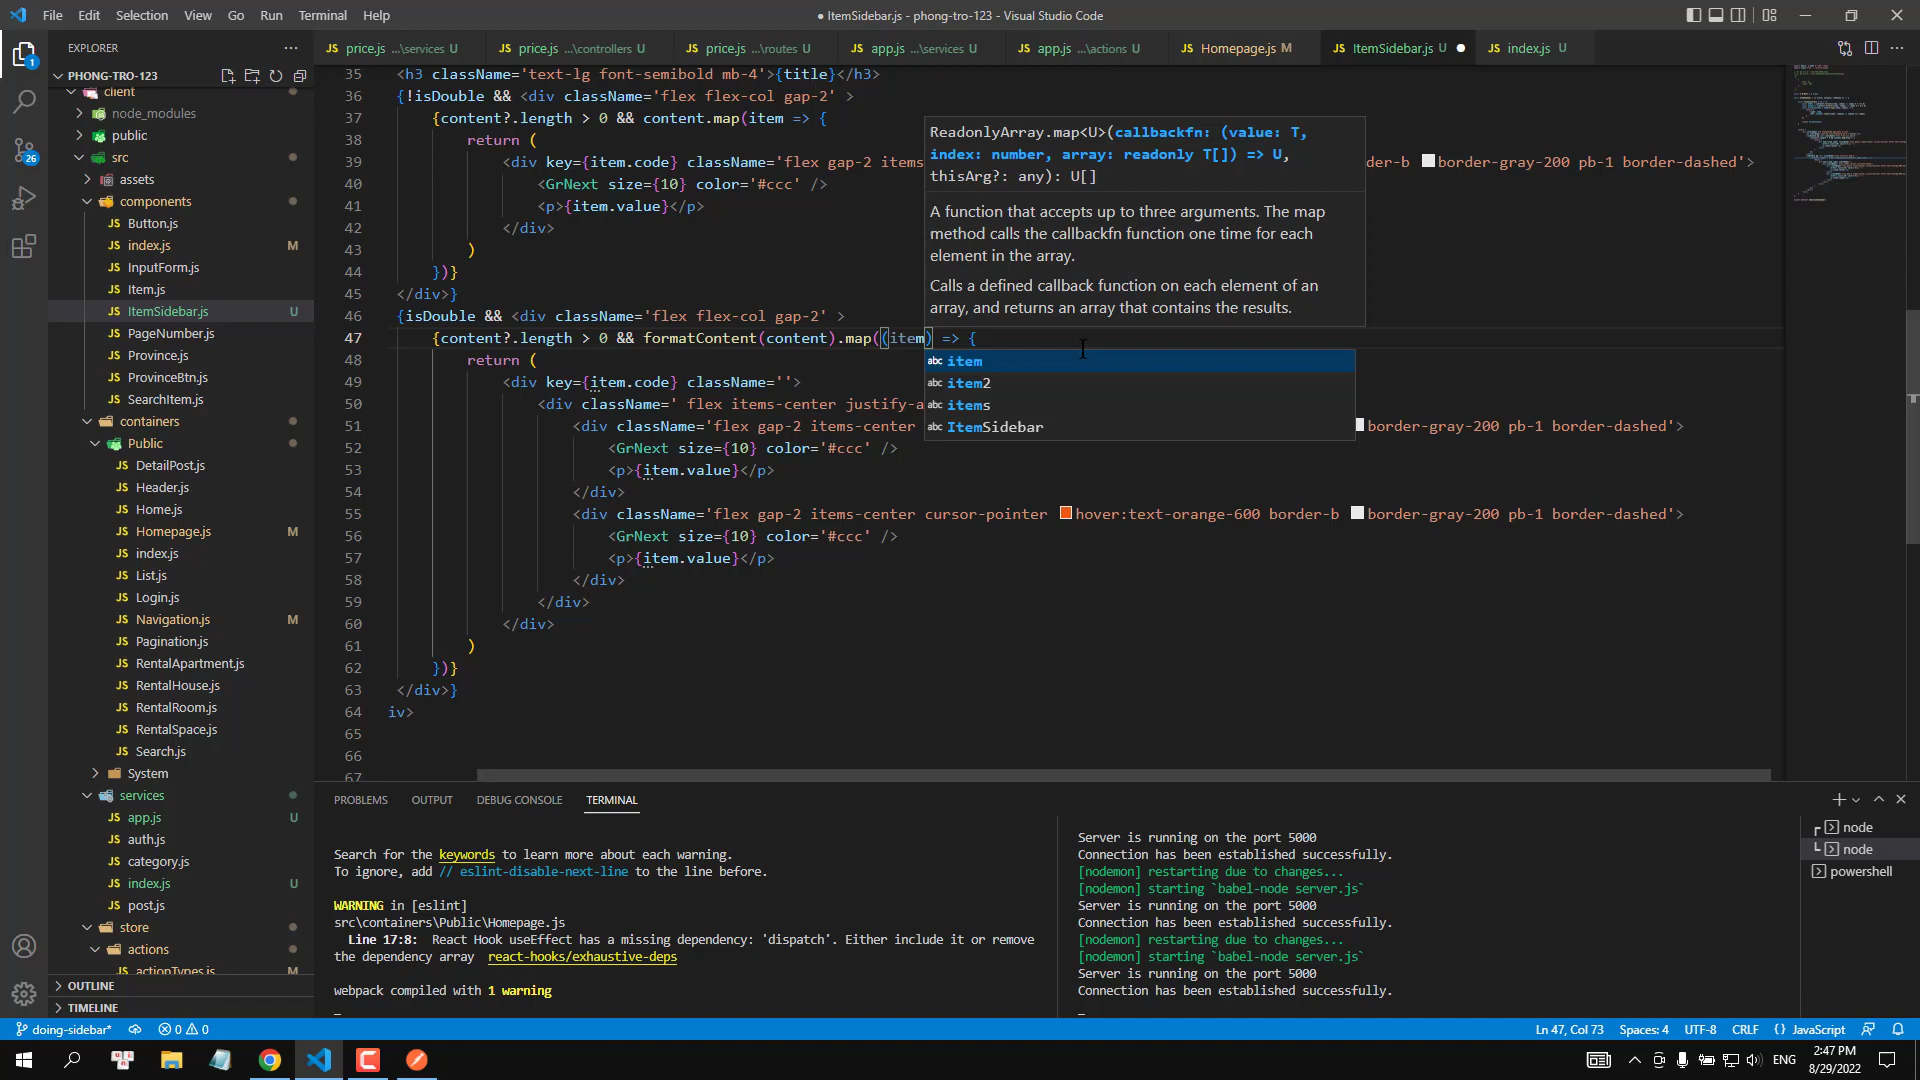 File Edit Selection View Go Run Terminal Help
● ItemSidebar.js - phong-tro-123 - Visual Studio Code
EXPLORER
PHONG-TRO-123
client
node_modules
public
src
assets
components
Button.js
index.js M
InputForm.js
Item.js
ItemSidebar.js U
PageNumber.js
Province.js
ProvinceBtn.js
SearchItem.js
containers
Public
DetailPost.js
Header.js
Home.js
Homepage.js M
index.js
List.js
Login.js
Navigation.js M
Pagination.js
RentalApartment.js
RentalHouse.js
RentalRoom.js
RentalSpace.js
Search.js
System
services
app.js U
auth.js
category.js
index.js U
post.js
store
actions
actionTypes.js M
OUTLINE
TIMELINE
price.js ...\services U price.js ...\controllers U price.js ...\routes U app.js ...\services U app.js ...\actions U Homepage.js M ItemSidebar.js U ● index.js U
35 <h3 className='text-lg font-semibold mb-4'>{title}</h3>
36 {!isDouble && <div className='flex flex-col gap-2' >
37 {content?.length > 0 && content.map(item => {
38 return (
39 <div key={item.code} className='flex gap-2 items der-b border-gray-200 pb-1 border-dashed'>
40 <GrNext size={10} color='#ccc' />
41 <p>{item.value}</p>
42 </div>
43 )
44 })}
45 </div>}
46 {isDouble && <div className='flex flex-col gap-2' >
47 {content?.length > 0 && formatContent(content).map((item) => {
48 return (
49 <div key={item.code} className=''>
50 <div className=' flex items-center justify-a
51 <div className='flex gap-2 items-center border-gray-200 pb-1 border-dashed'>
52 <GrNext size={10} color='#ccc' />
53 <p>{item.value}</p>
54 </div>
55 <div className='flex gap-2 items-center cursor-pointer hover:text-orange-600 border-b border-gray-200 pb-1 border-dashed'>
56 <GrNext size={10} color='#ccc' />
57 <p>{item.value}</p>
58 </div>
59 </div>
60 </div>
61 )
62 })}
63 </div>}
64 iv>
65
66
67
ReadonlyArray.map<U>(callbackfn: (value: T,
index: number, array: readonly T[]) => U,
thisArg?: any): U[]
A function that accepts up to three arguments. The map
method calls the callbackfn function one time for each
element in the array.
Calls a defined callback function on each element of an
array, and returns an array that contains the results.
abc item
abc item2
abc items
abc ItemSidebar
PROBLEMS OUTPUT DEBUG CONSOLE TERMINAL
Search for the keywords to learn more about each warning.
To ignore, add // eslint-disable-next-line to the line before.
WARNING in [eslint]
src\containers\Public\Homepage.js
Line 17:8: React Hook useEffect has a missing dependency: 'dispatch'. Either include it or remove
the dependency array react-hooks/exhaustive-deps
webpack compiled with 1 warning
Server is running on the port 5000
Connection has been established successfully.
[nodemon] restarting due to changes...
[nodemon] starting `babel-node server.js`
Server is running on the port 5000
Connection has been established successfully.
[nodemon] restarting due to changes...
[nodemon] starting `babel-node server.js`
Server is running on the port 5000
Connection has been established successfully.
node
node
powershell
1
26
doing-sidebar* 0 0
Ln 47, Col 73 Spaces: 4 UTF-8 CRLF {} JavaScript
ENG
2:47 PM
8/29/2022